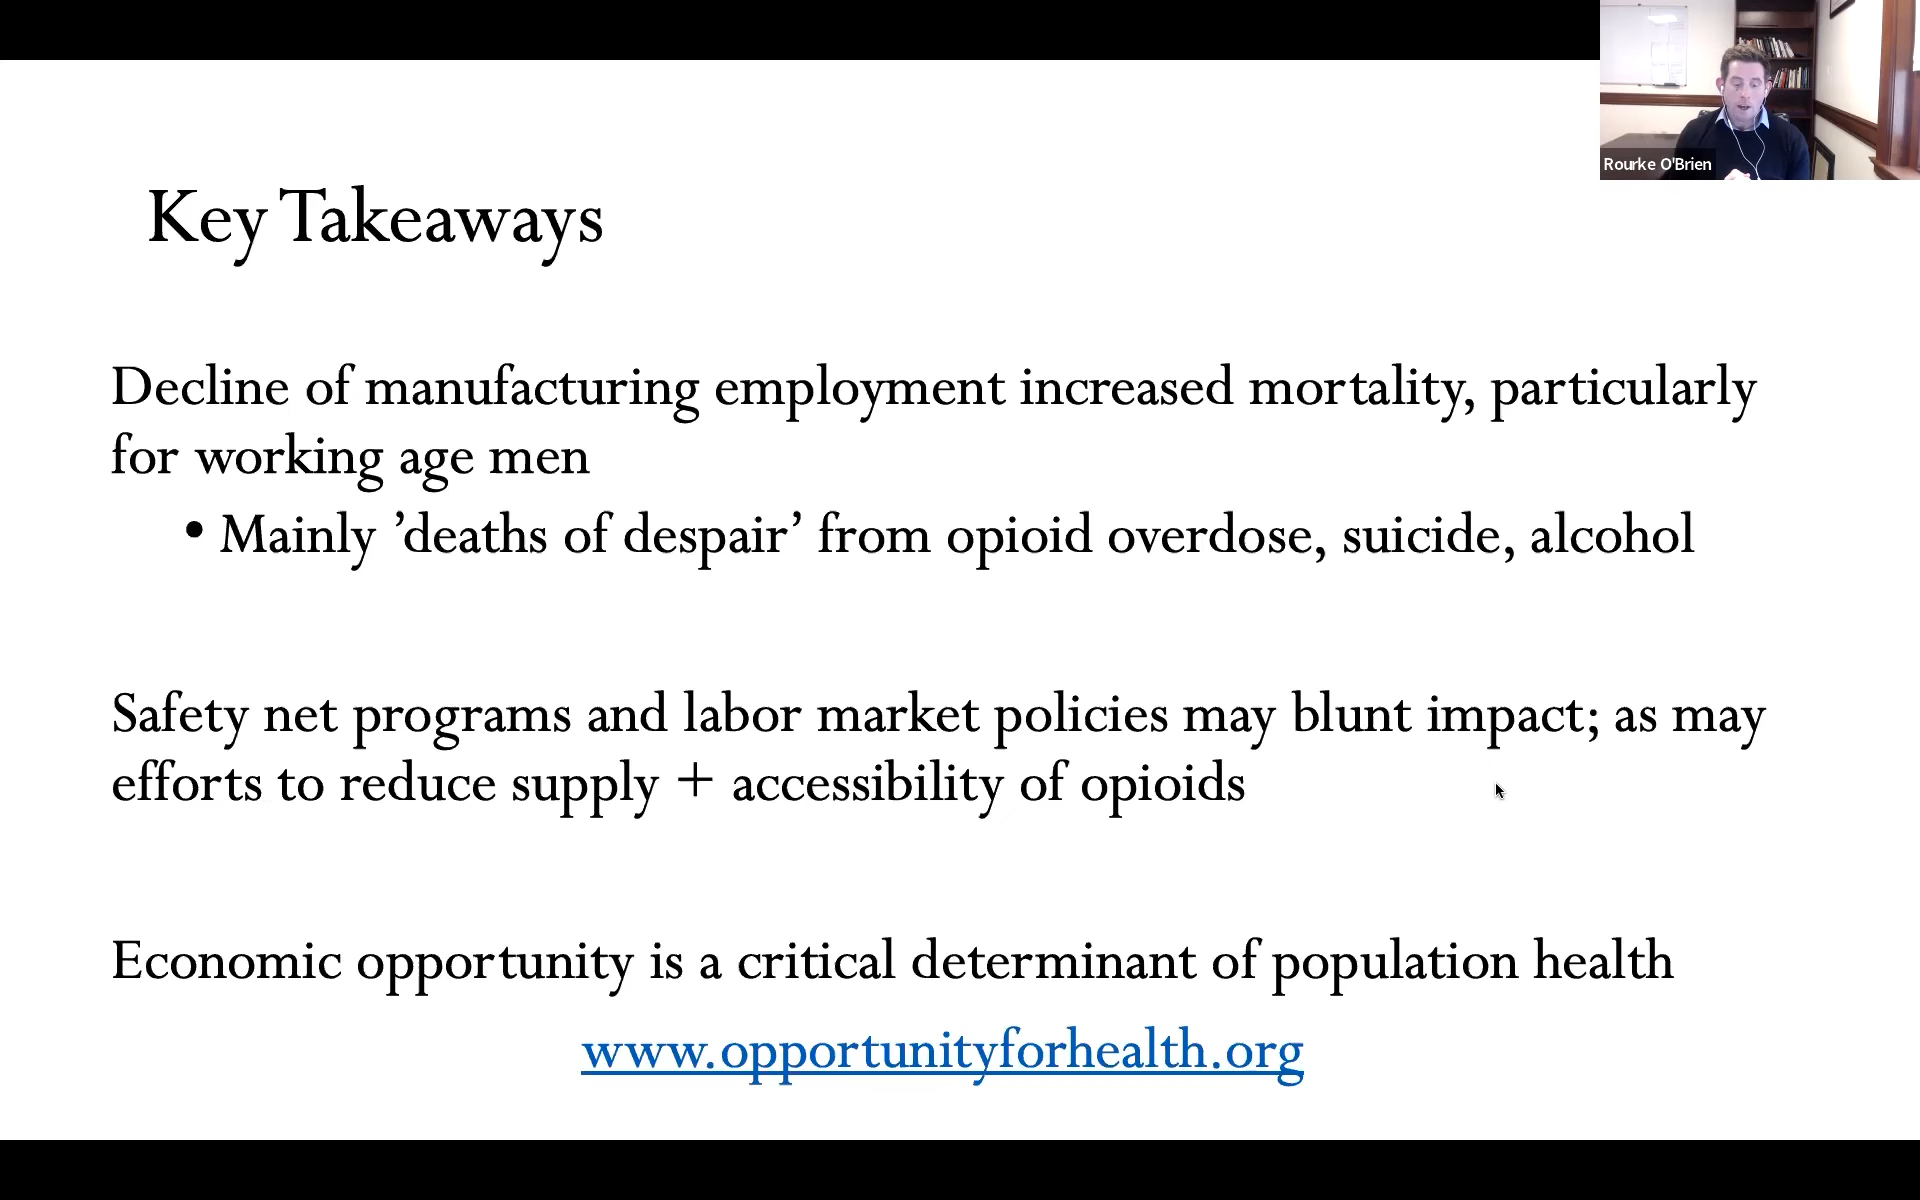 Rourke O'Brien
Key Takeaways
Decline of manufacturing employment increased mortality, particularly
for working age men
• Mainly ’deaths of despair’ from opioid overdose, suicide, alcohol
Safety net programs and labor market policies may blunt impact; as may
efforts to reduce supply + accessibility of opioids
Economic opportunity is a critical determinant of population health
www.opportunityforhealth.org